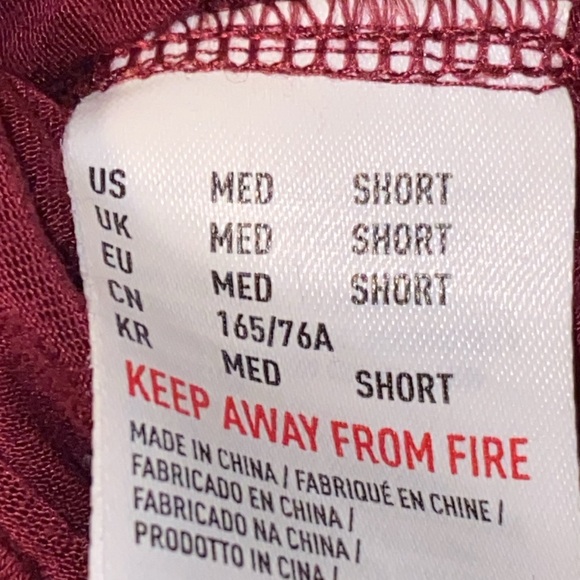 US MED SHORT
UK MED SHORT
EU MED SHORT
CN 165/76A
KR MED SHORT
KEEP AWAY FROM FIRE
MADE IN CHINA / FABRIQUÉ EN CHINE /
FABRICADO EN CHINA /
FABRICADO NA CHINA /
PRODOTTO IN CINA /